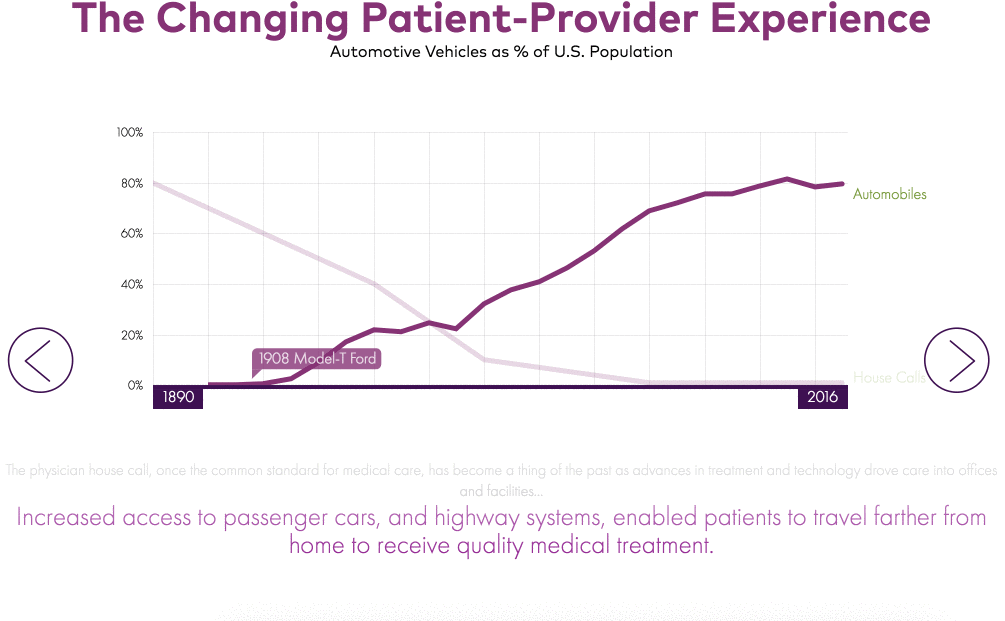 The Changing Patient-Provider Experience
Automotive Vehicles as % of U.S. Population
100%
80%
Automobiles
60%
40%
20%
1908 Model-T Ford
House Calls
0%
1890
2016
The physician house call, once the common standard for medical care, has become a thing of the past as advances in treatment and technology drove care into offices
and facilities...
Increased access to passenger cars, and highway systems, enabled patients to travel farther from
home to receive quality medical treatment.